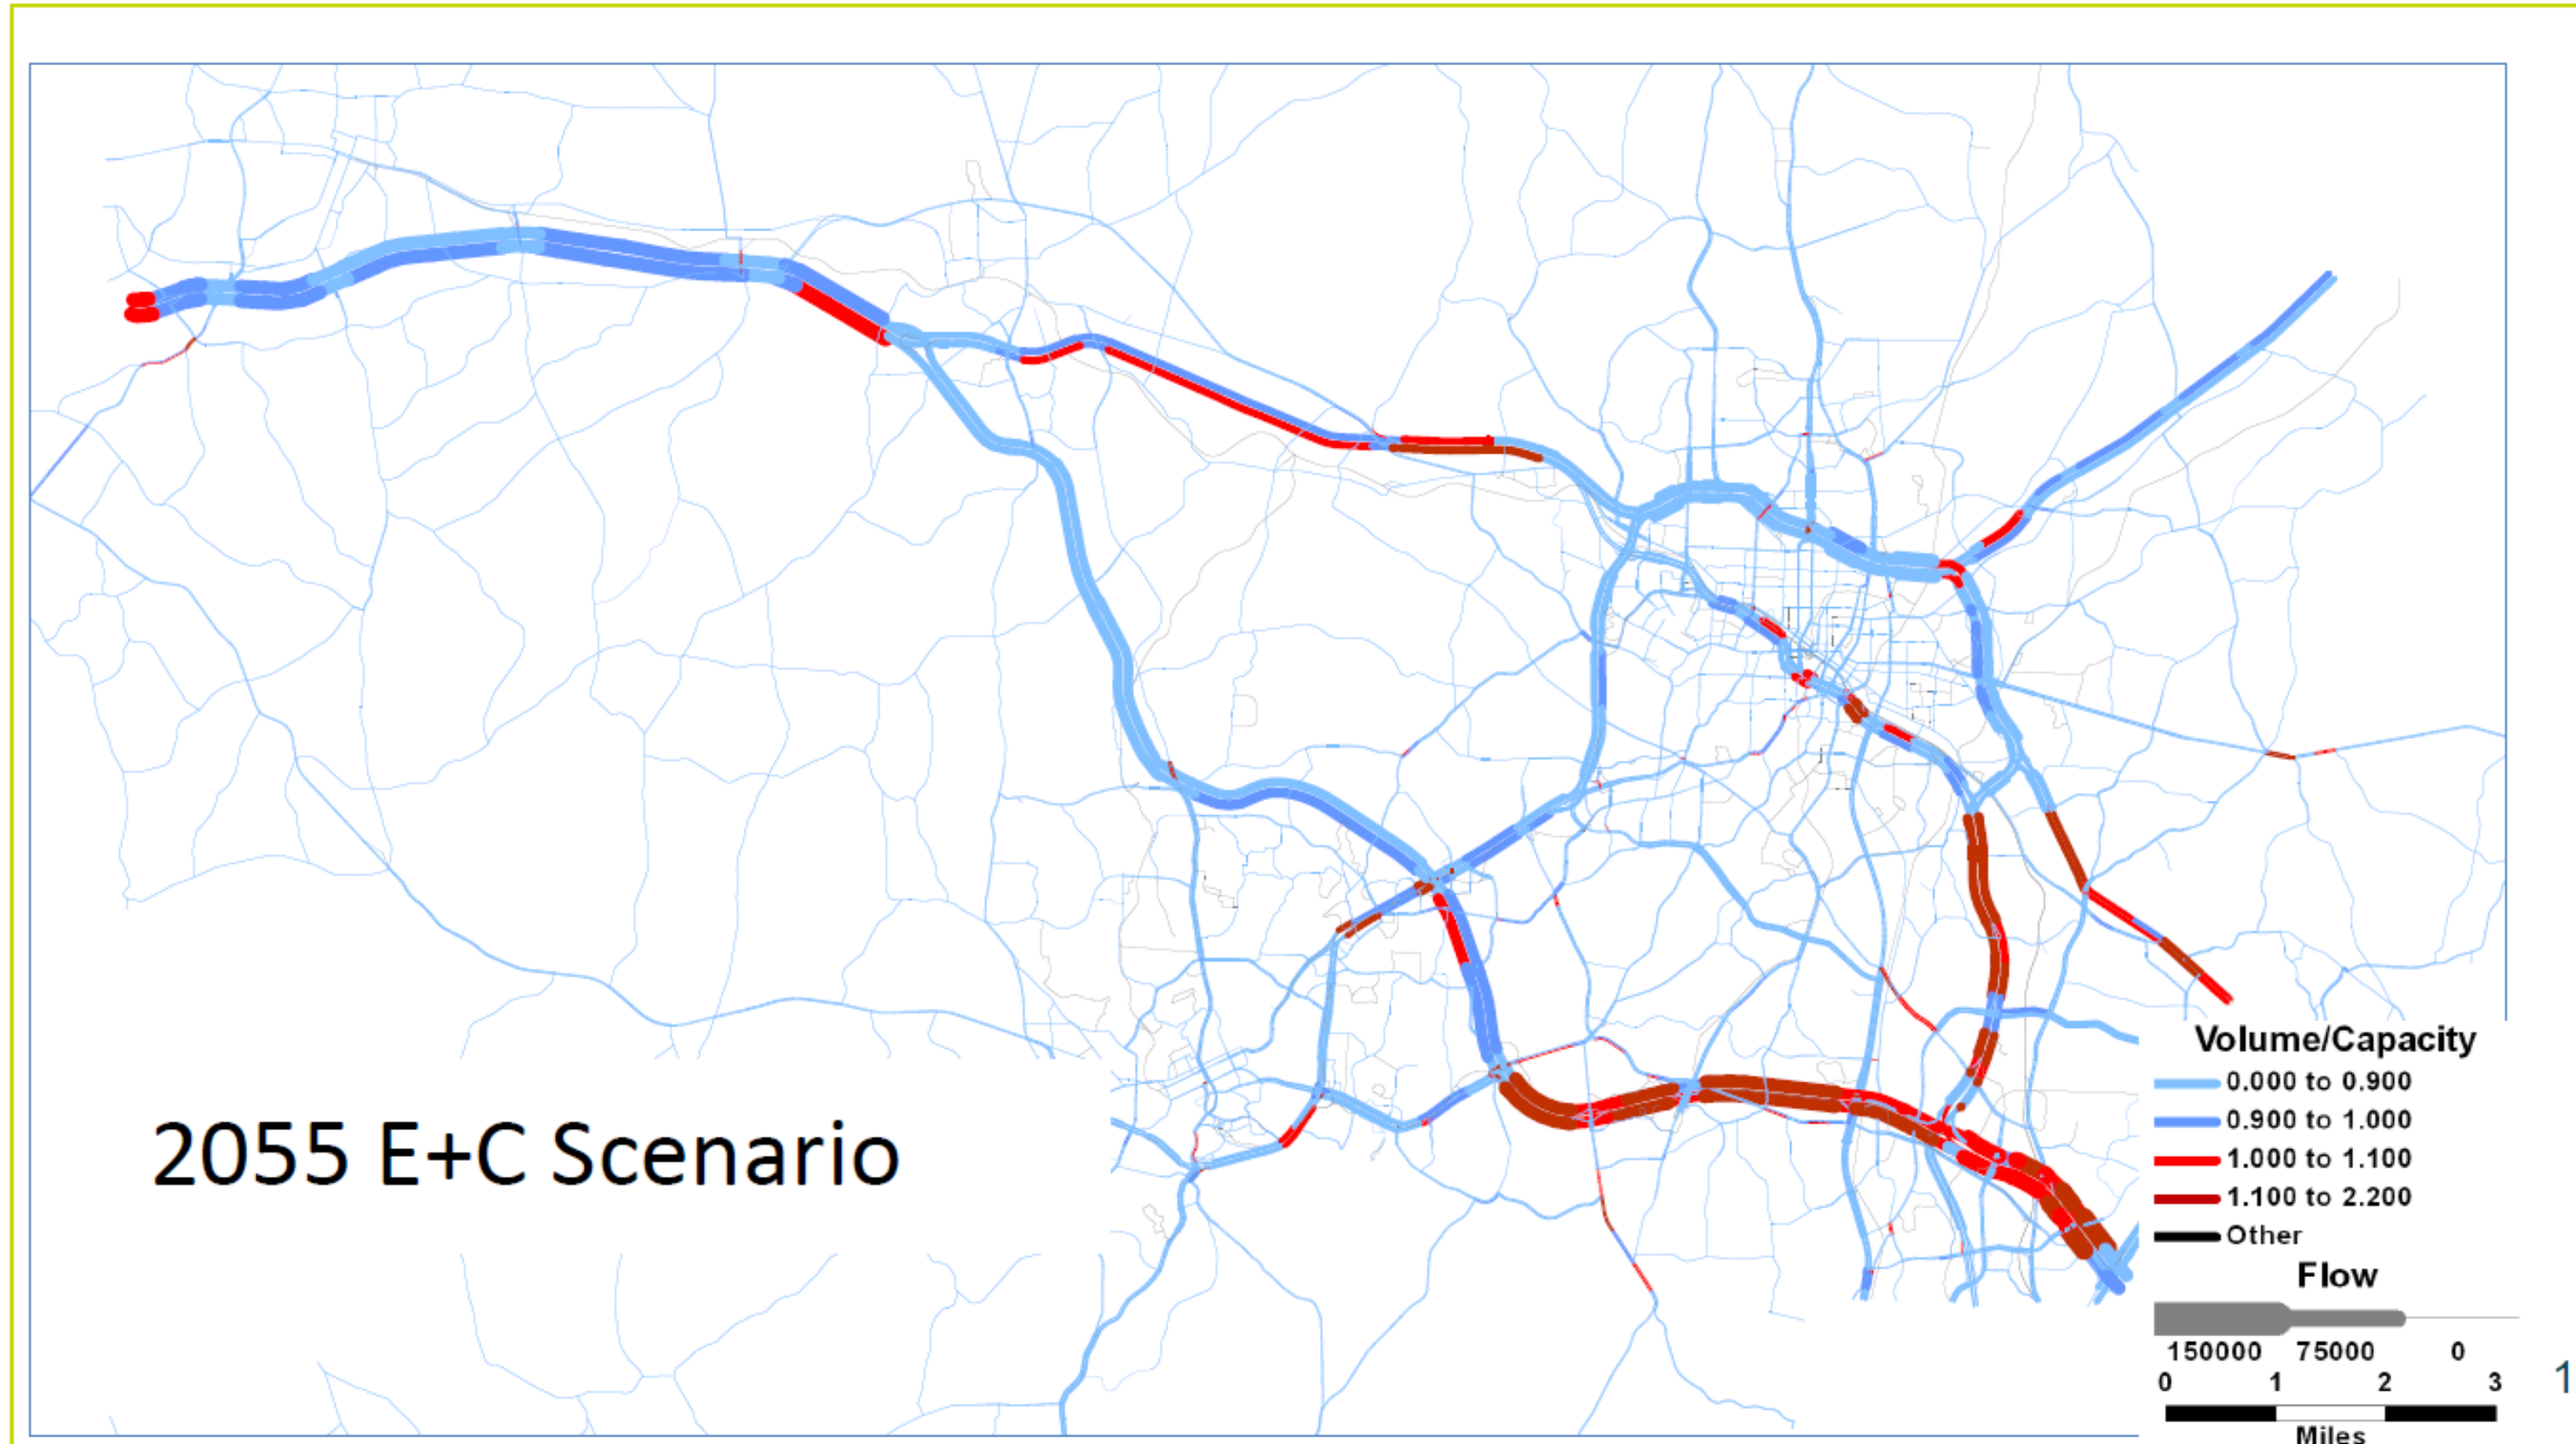 2055 E+C Scenario
Volume/Capacity
0.000 to 0.900
0.900 to 1.000
1.000 to 1.100
1.100 to 2.200
Other
Flow
150000 75000 0
0 1 2 3
Miles
1